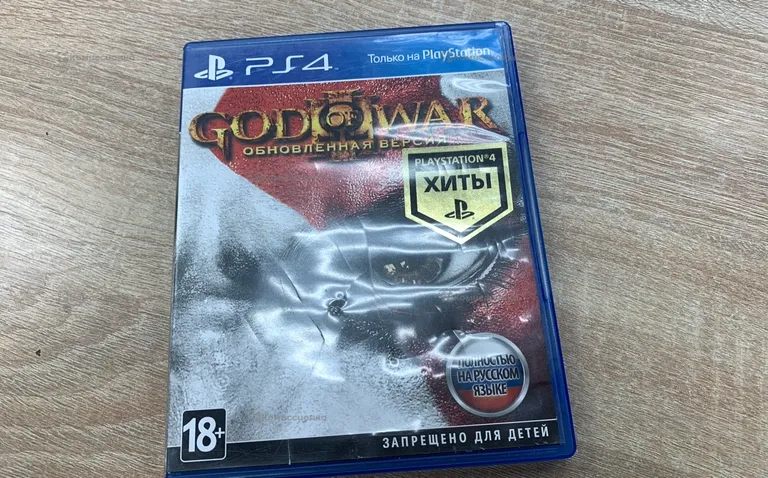 PS4
Только на PlayStation
GOD OF WAR
III
ОБНОВЛЕННАЯ ВЕРСИЯ
PLAYSTATION®4
ХИТЫ
ПОЛНОСТЬЮ
НА РУССКОМ
ЯЗЫКЕ
18+
ЗАПРЕЩЕНО ДЛЯ ДЕТЕЙ